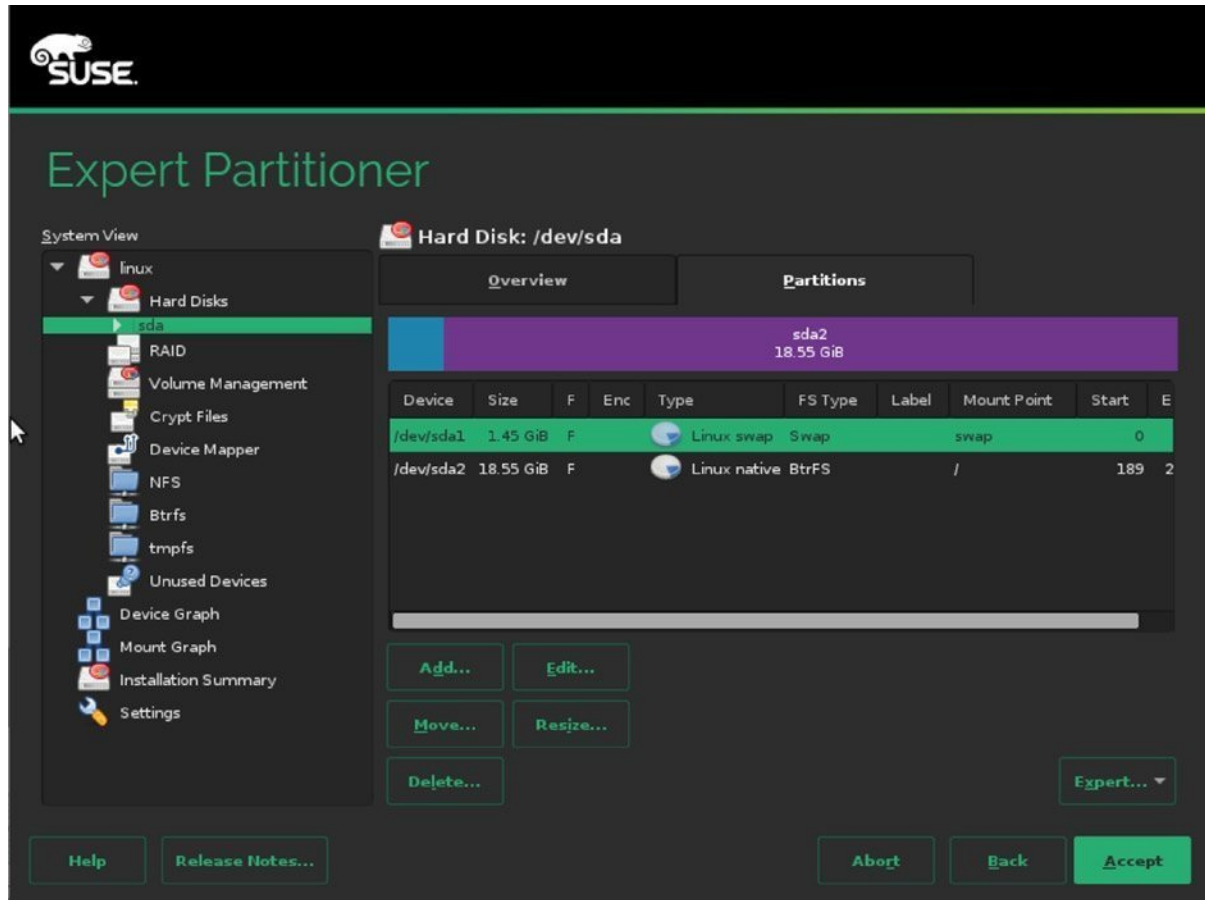 SUSE.
Expert Partitioner
System View
linux
Hard Disks
sda
RAID
Volume Management
Crypt Files
Device Mapper
NFS
Btrfs
tmpfs
Unused Devices
Device Graph
Mount Graph
Installation Summary
Settings
Hard Disk: /dev/sda
Overview Partitions
sda2
18.55 GiB
Device Size F Enc Type FS Type Label Mount Point Start E
/dev/sda1 1.45 GiB F Linux swap Swap swap 0
/dev/sda2 18.55 GiB F Linux native BtrFS / 189 2
Add... Edit...
Move... Resize...
Delete... Expert...
Help Release Notes... Abort Back Accept